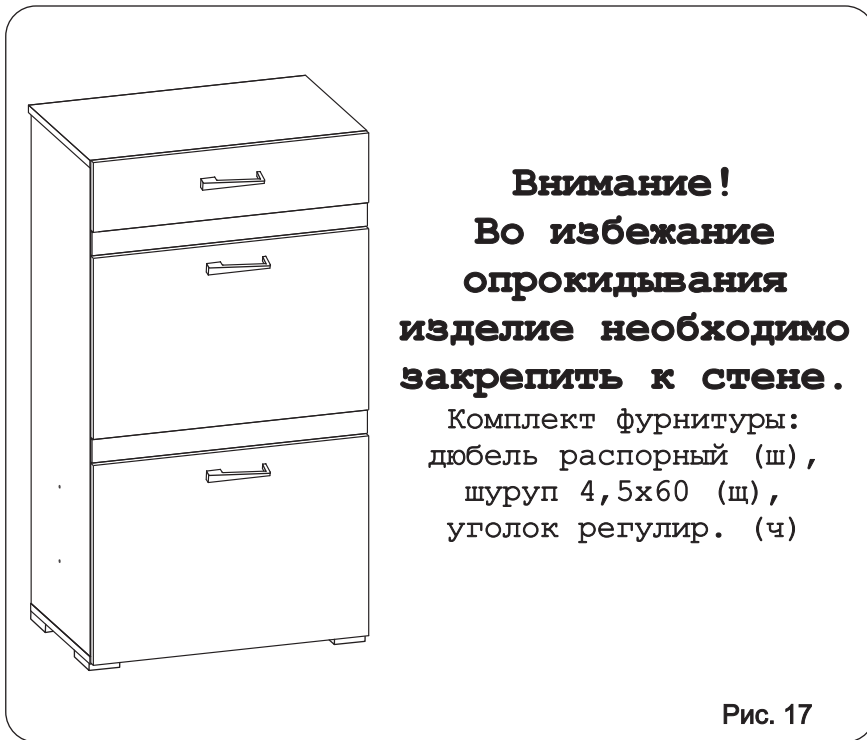 Внимание!
Во избежание
опрокидывания
изделие необходимо
закрепить к стене.
Комплект фурнитуры:
дюбель распорный (ш),
шуруп 4,5х60 (щ),
уголок регулир. (ч)
Рис. 17